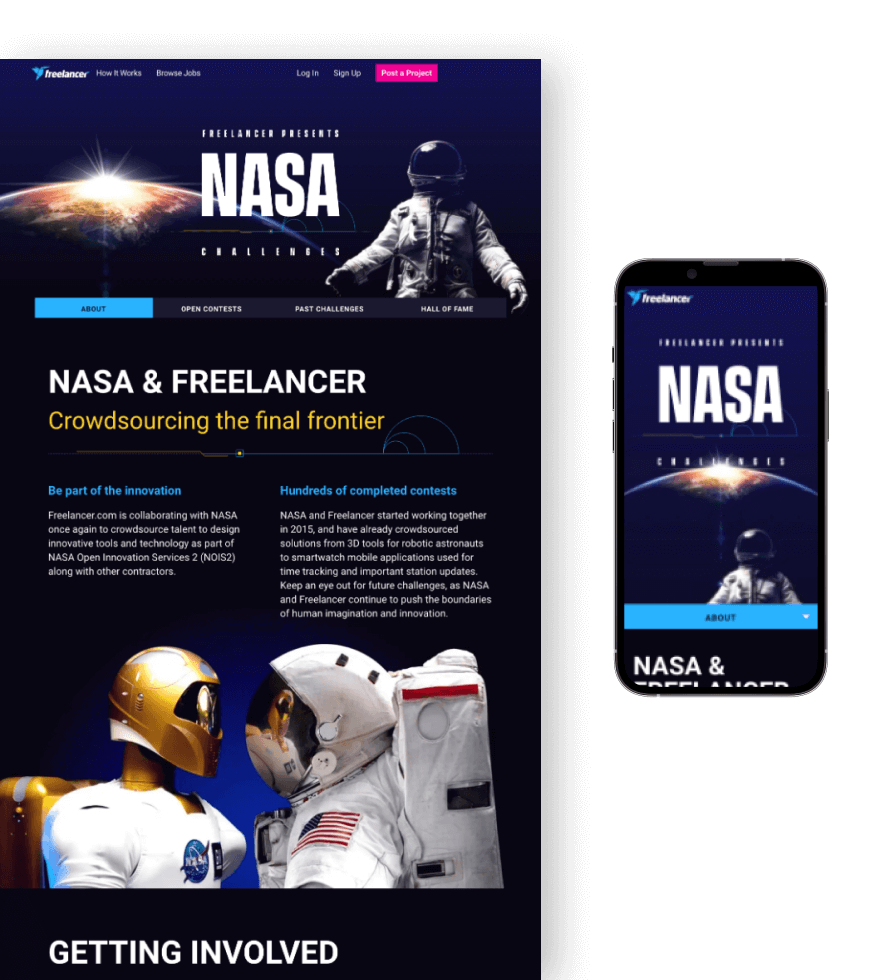 freelancer How It Works Browse Jobs Log In Sign Up Post a Project
FREELANCER PRESENTS
NASA
CHALLENGES
ABOUT OPEN CONTESTS PAST CHALLENGES HALL OF FAME
NASA & FREELANCER
Crowdsourcing the final frontier
Be part of the innovation
Freelancer.com is collaborating with NASA
once again to crowdsource talent to design
innovative tools and technology as part of
NASA Open Innovation Services 2 (NOIS2)
along with other contractors.
Hundreds of completed contests
NASA and Freelancer started working together
in 2015, and have already crowdsourced
solutions from 3D tools for robotic astronauts
to smartwatch mobile applications used for
time tracking and important station updates.
Keep an eye out for future challenges, as NASA
and Freelancer continue to push the boundaries
of human imagination and innovation.
NASA
GETTING INVOLVED
freelancer
FREELANCER PRESENTS
NASA
CHALLENGES
ABOUT
NASA &
FREELANCER